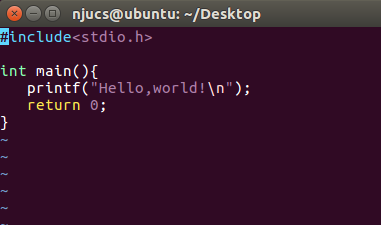 njucs@ubuntu: ~/Desktop
#include<stdio.h>

int main(){
   printf("Hello,world!\n");
   return 0;
}
~
~
~
~
~